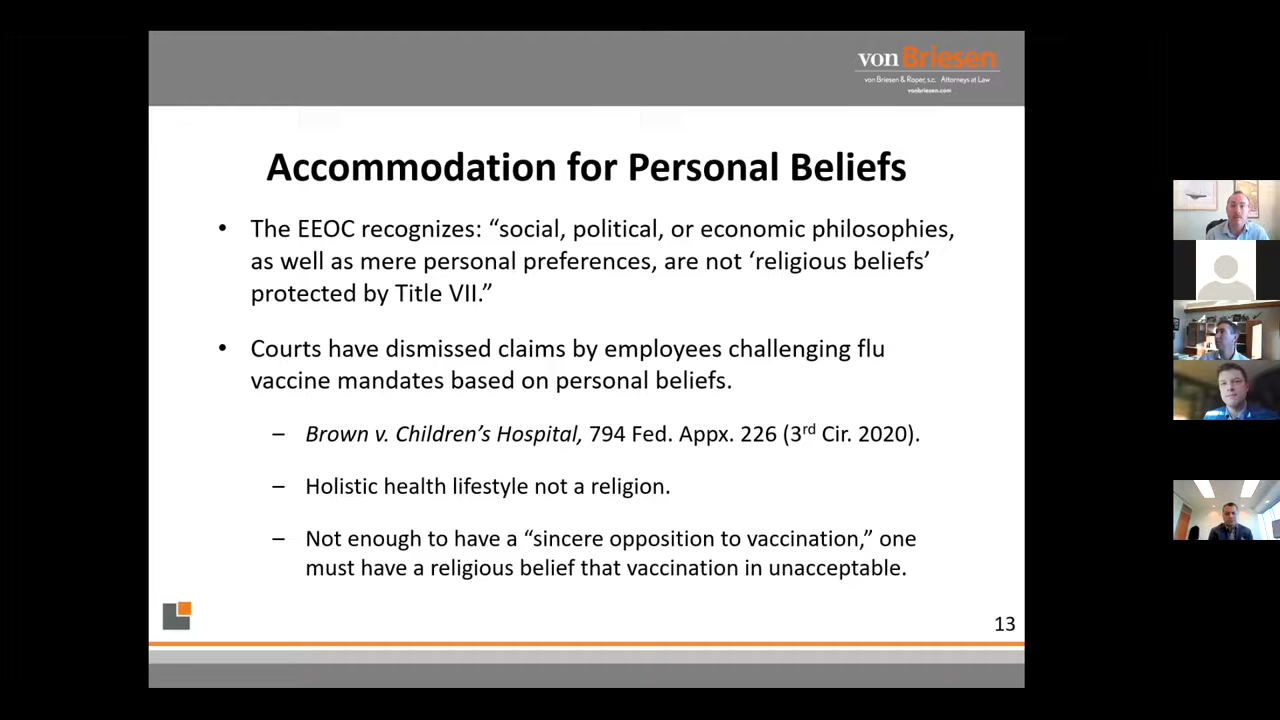 von Briesen
von Briesen & Roper, s.c. Attorneys at Law
vonbriesen.com
Accommodation for Personal Beliefs
• The EEOC recognizes: “social, political, or economic philosophies,
as well as mere personal preferences, are not ‘religious beliefs’
protected by Title VII.”
• Courts have dismissed claims by employees challenging flu
vaccine mandates based on personal beliefs.
– Brown v. Children’s Hospital, 794 Fed. Appx. 226 (3rd Cir. 2020).
– Holistic health lifestyle not a religion.
– Not enough to have a “sincere opposition to vaccination,” one
must have a religious belief that vaccination in unacceptable.
13